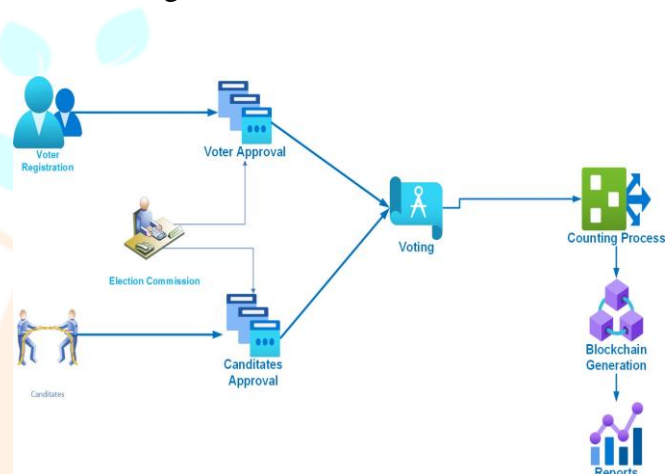 Voter
Registration
Voter Approval
Election Commission
Voting
Counting Process
Canditates
Canditates
Approval
Blockchain
Generation
Reports